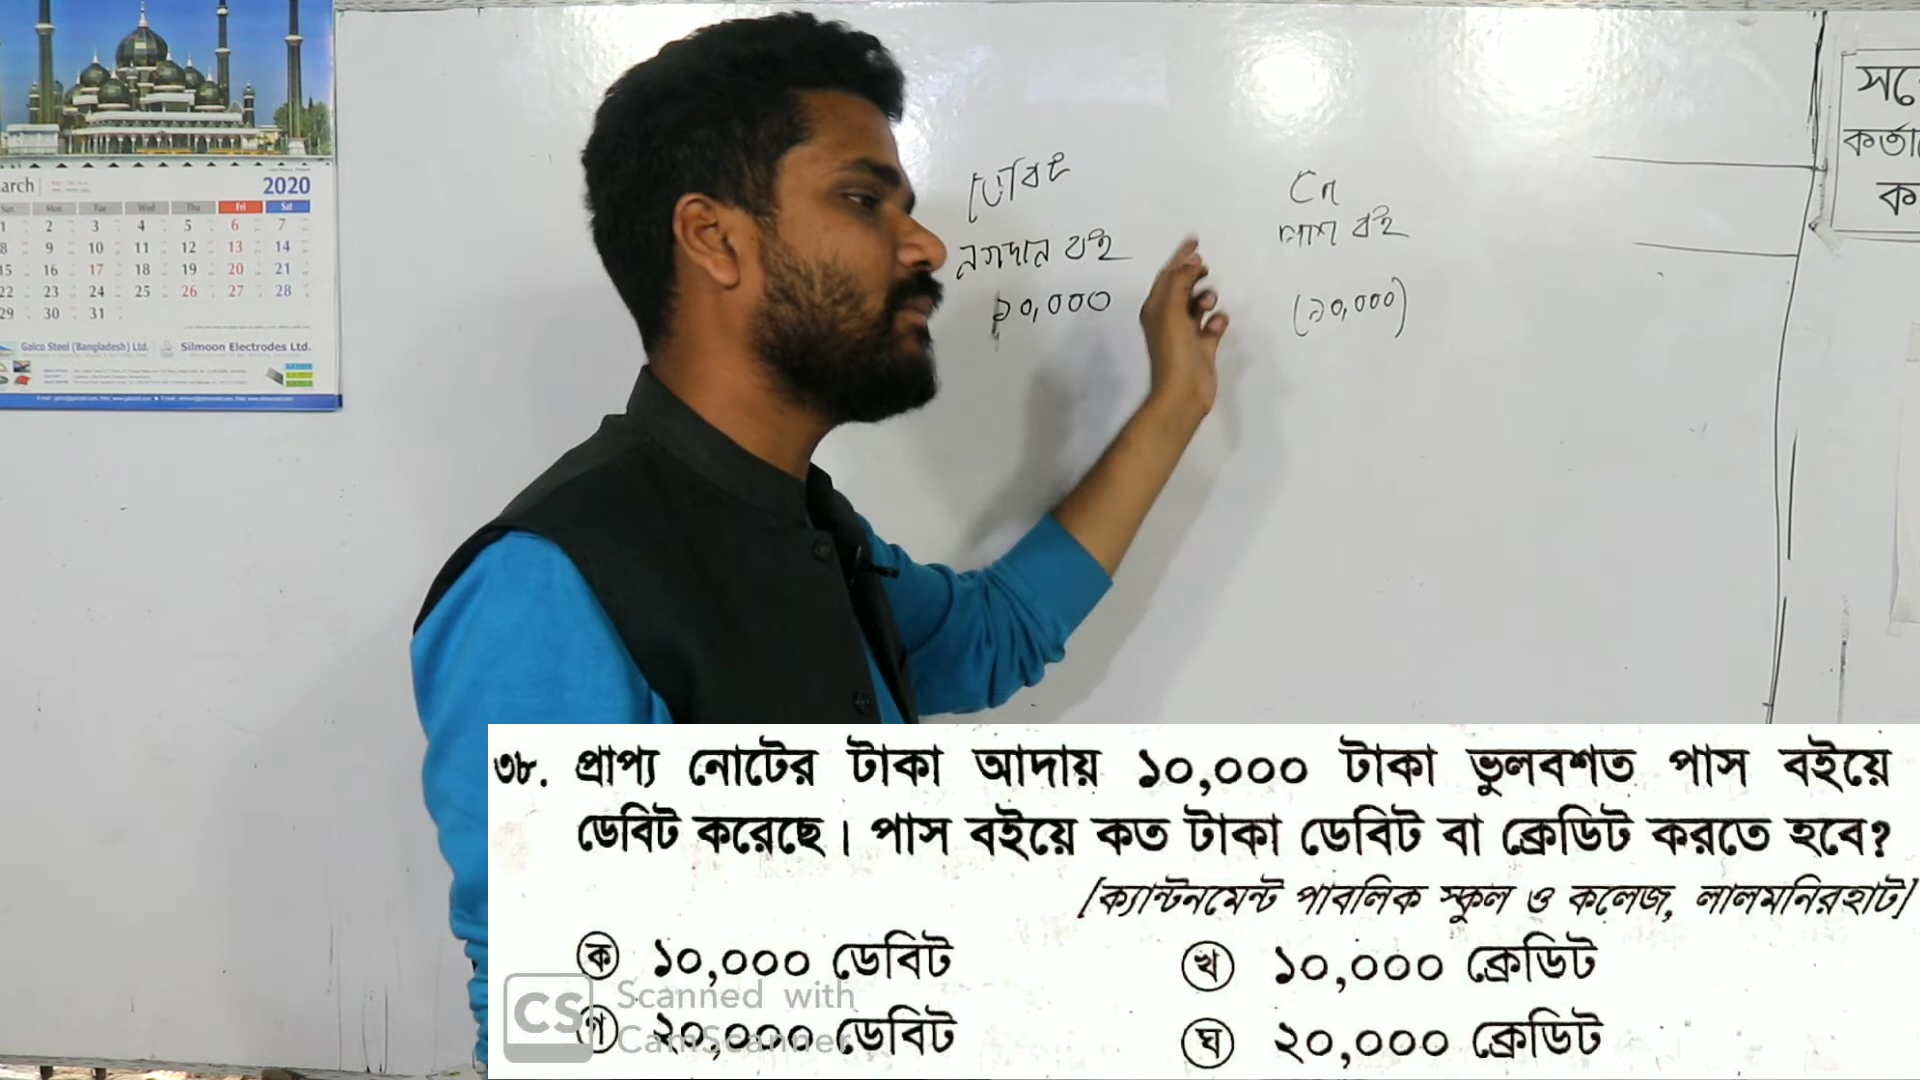 arch
2020
Sun Mon Tue Wed Thu Fri Sat
1 2 3 4 5 6 7
8 9 10 11 12 13 14
15 16 17 18 19 20 21
22 23 24 25 26 27 28
29 30 31
Galco Steel (Bangladesh) Ltd. Silmoon Electrodes Ltd.
ডেবিট
নগদান বই
১০,০০০
Cr
পাশ বই
(১০,০০০)
কর্তা
ক
৩৮. প্রাপ্য নোটের টাকা আদায় ১০,০০০ টাকা ভুলবশত পাস বইয়ে
ডেবিট করেছে। পাস বইয়ে কত টাকা ডেবিট বা ক্রেডিট করতে হবে?
[ক্যান্টনমেন্ট পাবলিক স্কুল ও কলেজ, লালমনিরহাট]
ক ১০,০০০ ডেবিট
খ ১০,০০০ ক্রেডিট
গ ২০,০০০ ডেবিট
ঘ ২০,০০০ ক্রেডিট
CS Scanned with
CamScanner